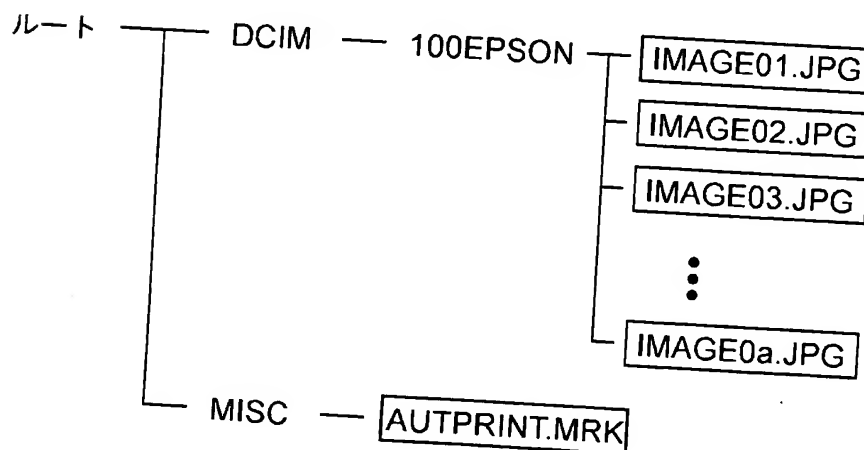 ルート DCIM 100EPSON IMAGE01.JPG
IMAGE02.JPG
IMAGE03.JPG
IMAGE0a.JPG
MISC AUTPRINT.MRK